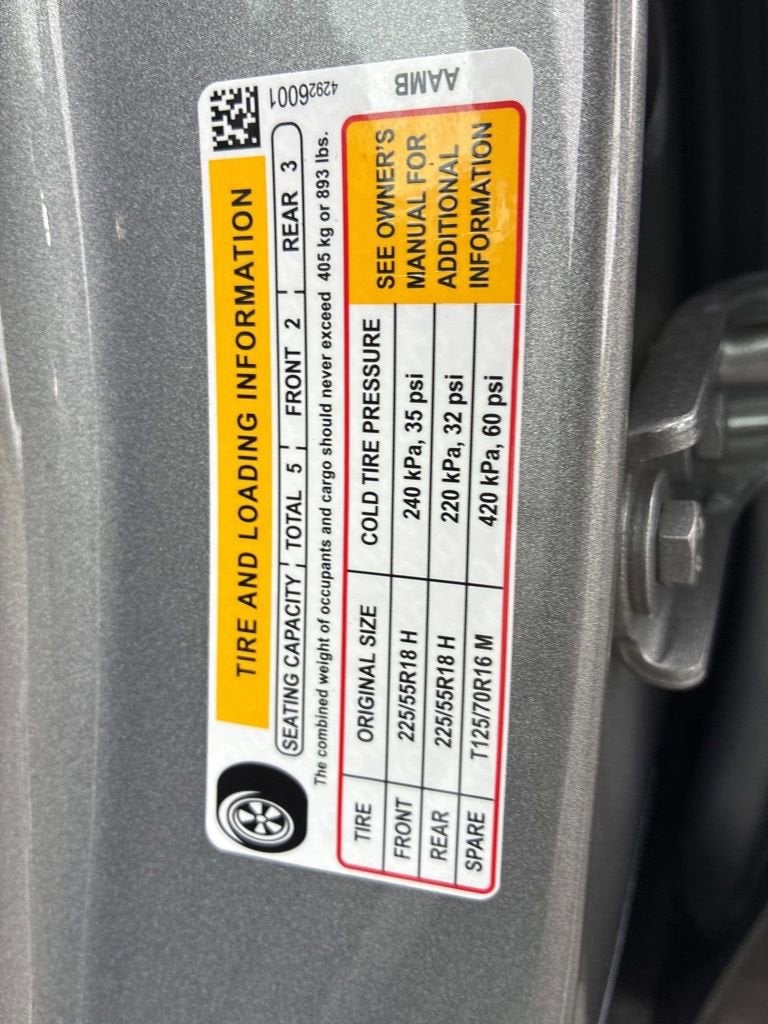 42926001
AAMB
TIRE AND LOADING INFORMATION
SEATING CAPACITY TOTAL 5 FRONT 2 REAR 3
The combined weight of occupants and cargo should never exceed 405 kg or 893 lbs.
TIRE ORIGINAL SIZE COLD TIRE PRESSURE
FRONT 225/55R18 H 240 kPa, 35 psi
REAR 225/55R18 H 220 kPa, 32 psi
SPARE T125/70R16 M 420 kPa, 60 psi
SEE OWNER'S
MANUAL FOR
ADDITIONAL
INFORMATION